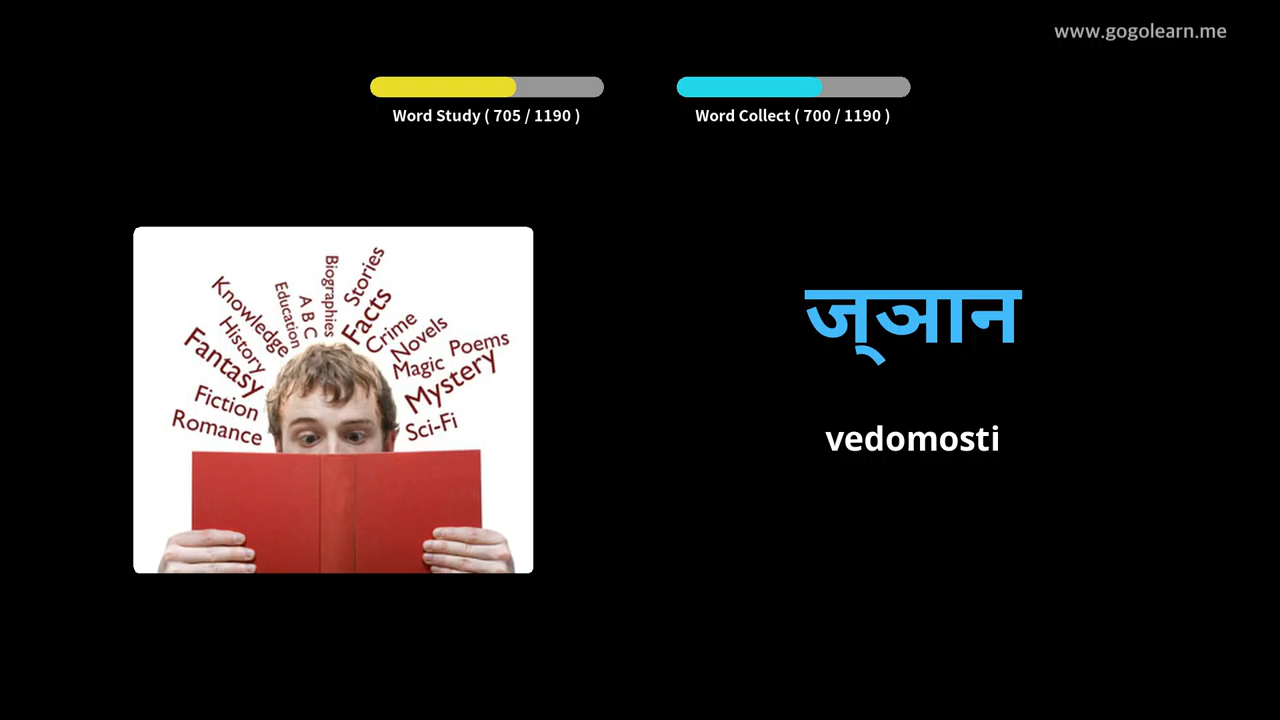 www.gogolearn.me
Word Study ( 705 / 1190 )
Word Collect ( 700 / 1190 )
Stories
Biographies
Facts
Education
A B C
Knowledge
Crime
Novels
History
Poems
Fantasy
Magic
Mystery
Fiction
Romance
Sci-Fi
ज्ञान
vedomosti